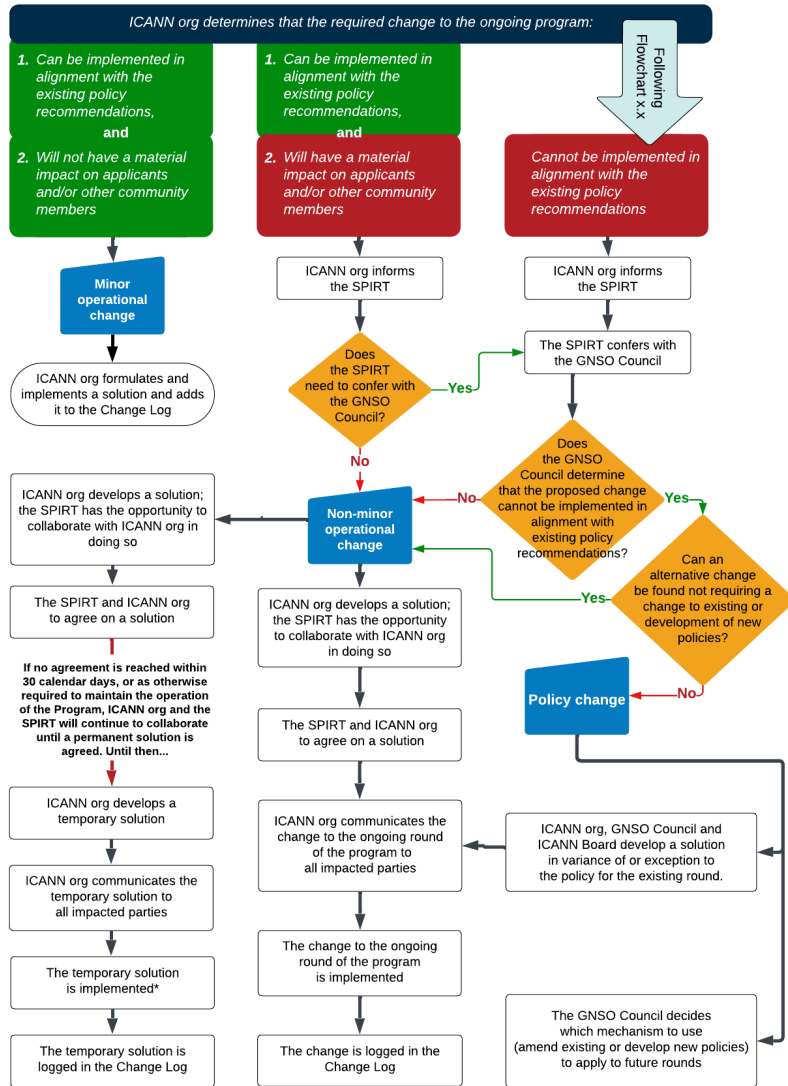 ICANN org determines that the required change to the ongoing program:
Following
Flowchart x.x
1. Can be implemented in
alignment with the
existing policy
recommendations,
and
2. Will not have a material
impact on applicants
and/or other community
members
Minor
operational
change
ICANN org formulates and
implements a solution and adds
it to the Change Log
1. Can be implemented in
alignment with the
existing policy
recommendations,
and
2. Will have a material
impact on applicants
and/or other community
members
ICANN org informs
the SPIRT
Does
the SPIRT
need to confer with
the GNSO
Council?
Yes
No
Cannot be implemented in
alignment with the
existing policy
recommendations
ICANN org informs
the SPIRT
The SPIRT confers with
the GNSO Council
Does
the GNSO
Council determine
that the proposed change
cannot be implemented in
alignment with
existing policy
recommendations?
No
Yes
Can an
alternative change
be found not requiring a
change to existing or
development of new
policies?
Yes
No
Non-minor
operational
change
ICANN org develops a solution;
the SPIRT has the opportunity to
collaborate with ICANN org in
doing so
The SPIRT and ICANN org
to agree on a solution
If no agreement is reached within
30 calendar days, or as otherwise
required to maintain the operation
of the Program, ICANN org and the
SPIRT will continue to collaborate
until a permanent solution is
agreed. Until then...
ICANN org develops a
temporary solution
ICANN org communicates the
temporary solution to
all impacted parties
The temporary solution
is implemented*
The temporary solution is
logged in the Change Log
ICANN org develops a solution;
the SPIRT has the opportunity
to collaborate with ICANN org
in doing so
The SPIRT and ICANN org
to agree on a solution
ICANN org communicates the
change to the ongoing round
of the program to
all impacted parties
The change to the ongoing
round of the program
is implemented
The change is logged in the
Change Log
Policy change
ICANN org, GNSO Council and
ICANN Board develop a solution
in variance of or exception to
the policy for the existing round.
The GNSO Council decides
which mechanism to use
(amend existing or develop new policies)
to apply to future rounds